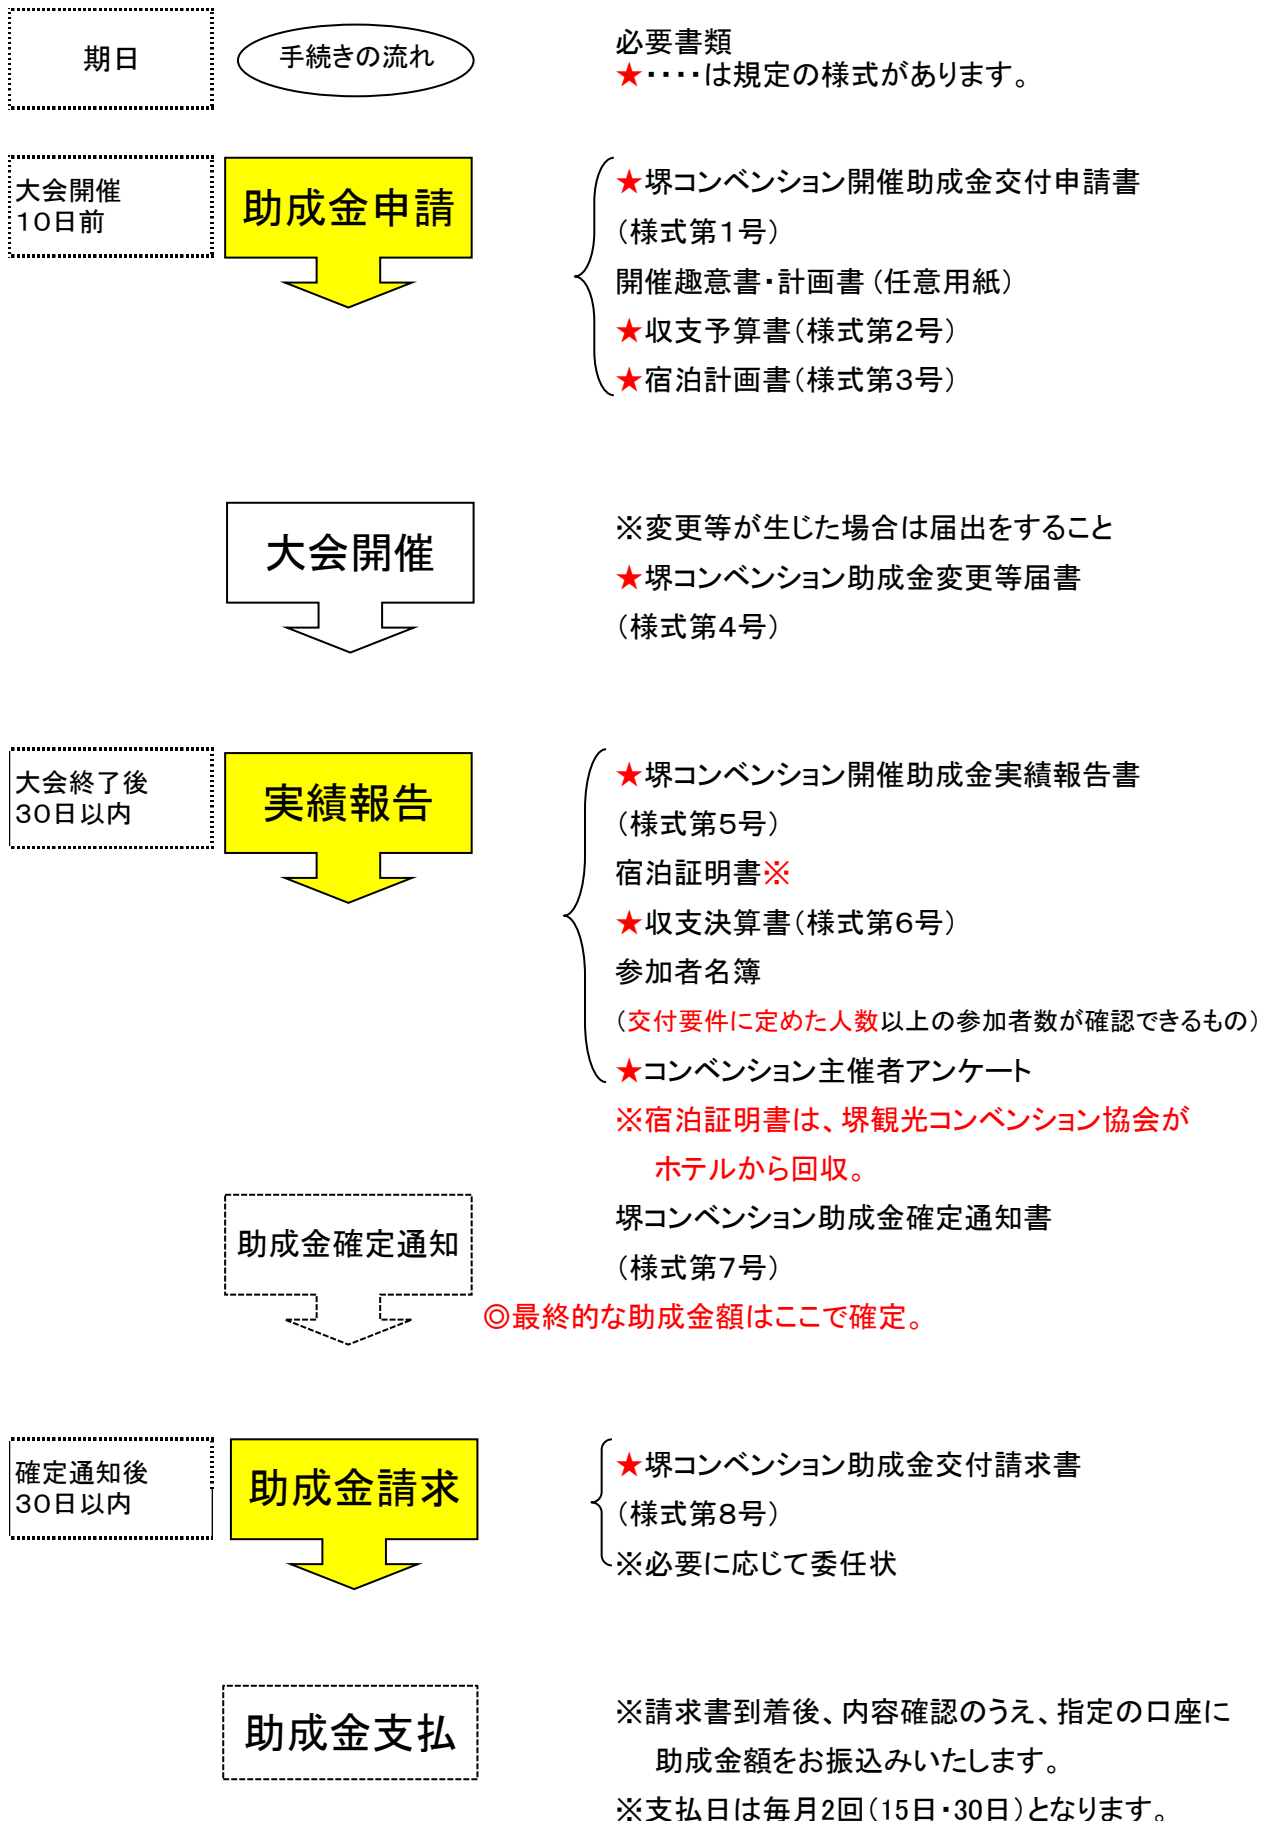 期日
手続きの流れ
必要書類
★････は規定の様式があります。
大会開催
10日前
助成金申請
★堺コンベンション開催助成金交付申請書
（様式第1号）
開催趣意書・計画書（任意用紙）
★収支予算書（様式第2号）
★宿泊計画書（様式第3号）
大会開催
※変更等が生じた場合は届出をすること
★堺コンベンション助成金変更等届書
（様式第4号）
大会終了後
30日以内
実績報告
★堺コンベンション開催助成金実績報告書
（様式第5号）
宿泊証明書※
★収支決算書（様式第6号）
参加者名簿
（交付要件に定めた人数以上の参加者数が確認できるもの）
★コンベンション主催者アンケート
※宿泊証明書は、堺観光コンベンション協会が
ホテルから回収。
助成金確定通知
堺コンベンション助成金確定通知書
（様式第7号）
◎最終的な助成金額はここで確定。
確定通知後
30日以内
助成金請求
★堺コンベンション助成金交付請求書
（様式第8号）
※必要に応じて委任状
助成金支払
※請求書到着後、内容確認のうえ、指定の口座に
助成金額をお振込みいたします。
※支払日は毎月2回（15日・30日）となります。